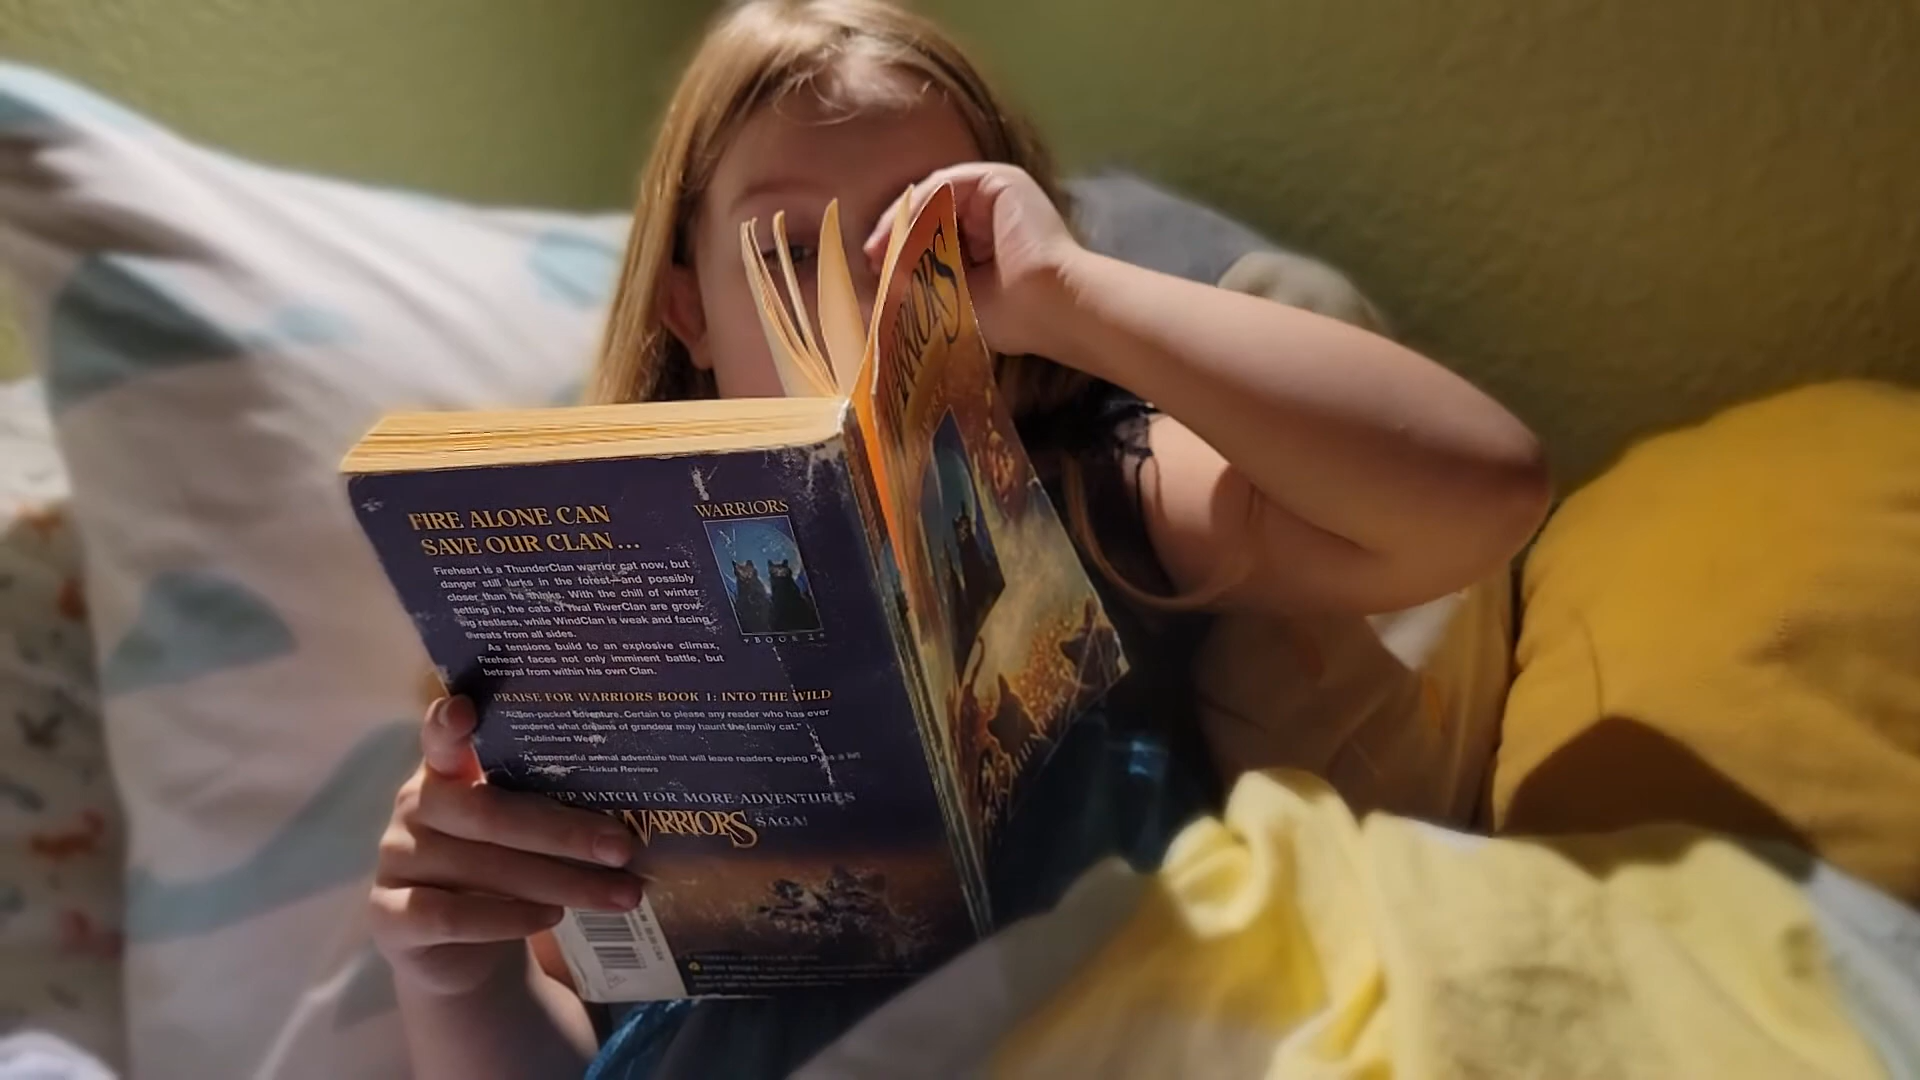 FIRE ALONE CAN
SAVE OUR CLAN...
Fireheart is a ThunderClan warrior cat now, but
danger still lurks in the forest—and possibly
closer than he thinks. With the chill of winter
setting in, the cats of rival RiverClan are grow-
ing restless, while WindClan is weak and facing
threats from all sides.
As tensions build to an explosive climax,
Fireheart faces not only imminent battle, but
betrayal from within his own Clan.
WARRIORS
BOOK 2
PRAISE FOR WARRIORS BOOK 1: INTO THE WILD
"Action-packed adventure. Certain to please any reader who has ever
wondered what dreams of grandeur may haunt the family cat."
—Publishers Weekly
"A suspenseful animal adventure that will leave readers eyeing
—Kirkus Reviews
WATCH FOR MORE ADVENTURES
WARRIORS SAGA!
WARRIORS